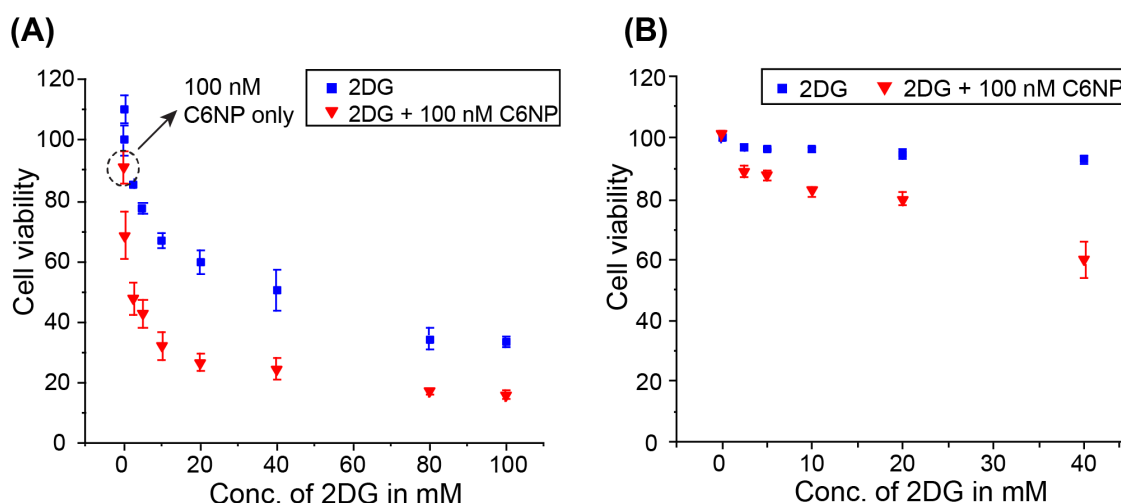 (A)
100 nM
C6NP only
2DG
2DG + 100 nM C6NP
120
100
80
60
40
20
0
0 20 40 60 80 100
Cell viability
Conc. of 2DG in mM
(B)
2DG 2DG + 100 nM C6NP
120
100
80
60
40
20
0
0 10 20 30 40
Cell viability
Conc. of 2DG in mM